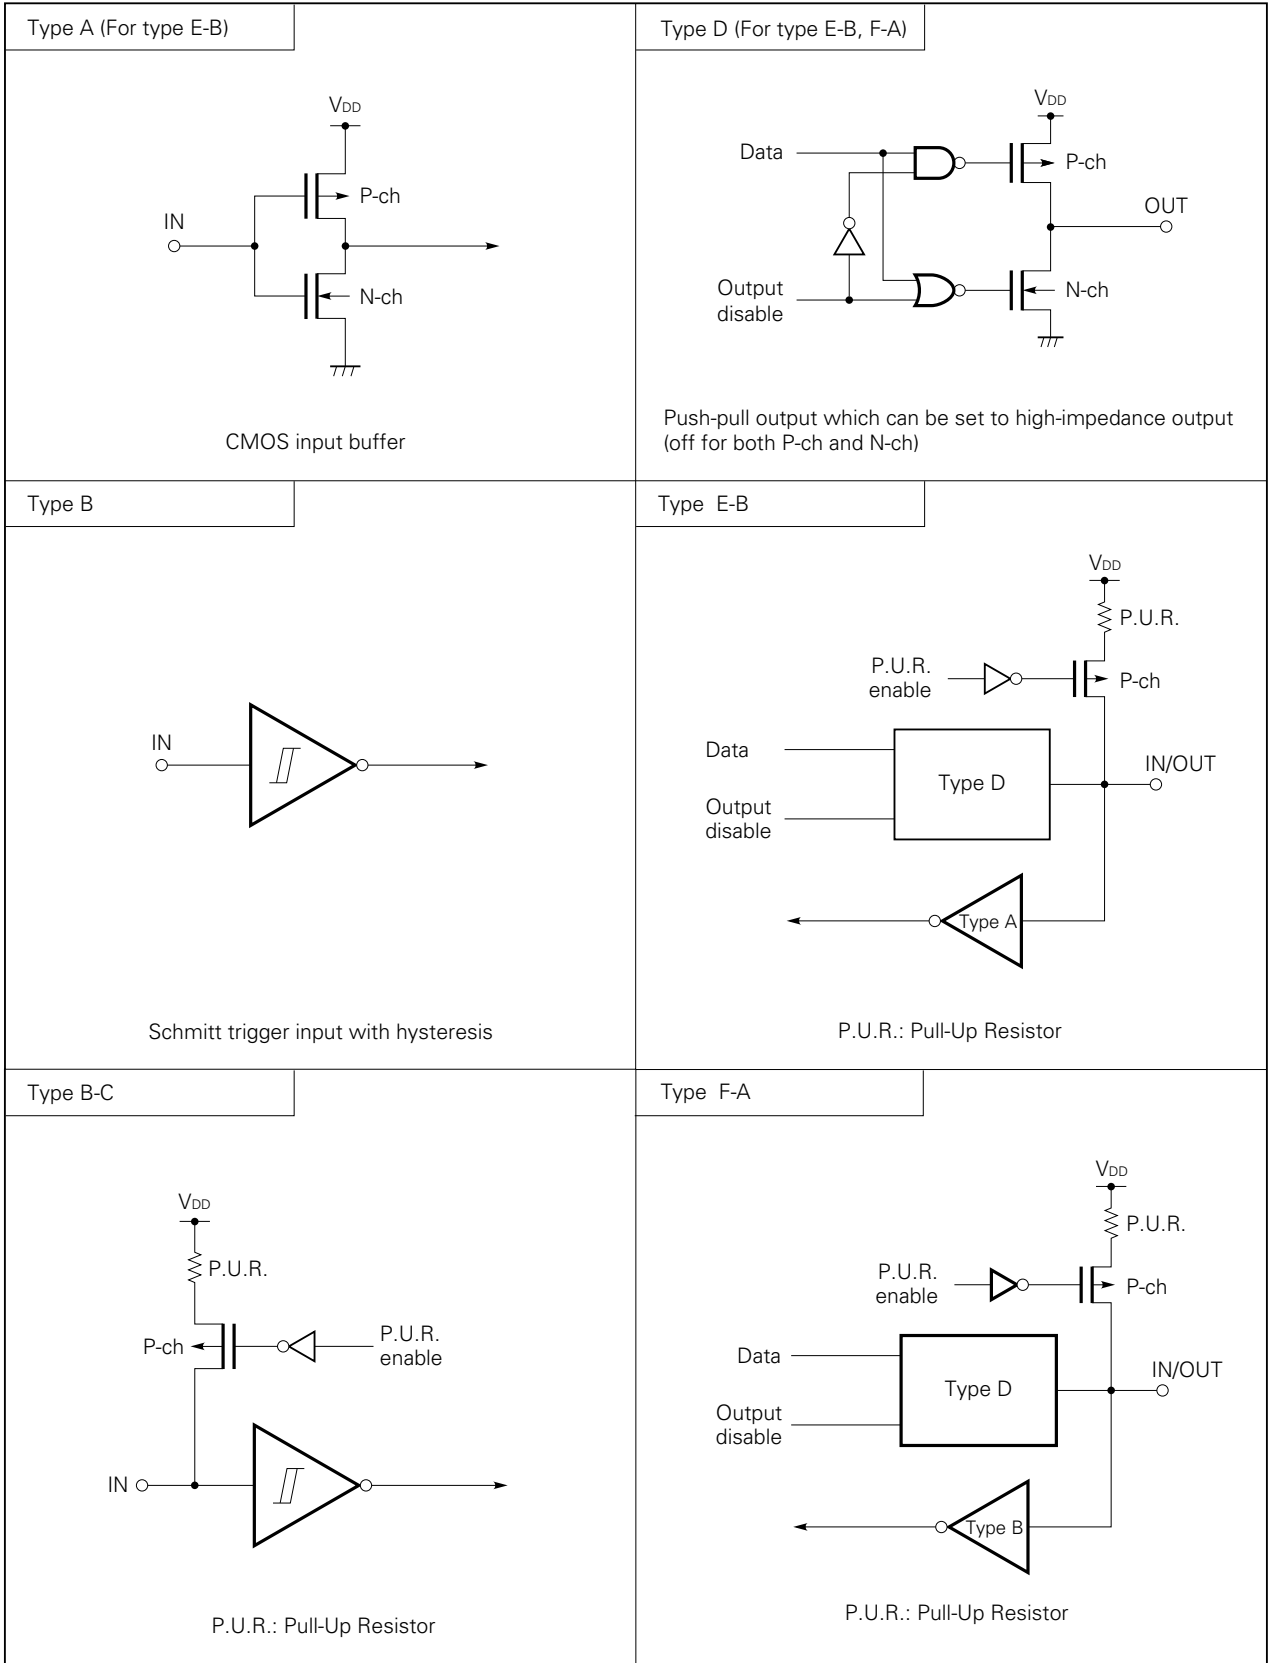 Type A (For type E-B)
VDD
P-ch
IN
N-ch
CMOS input buffer
Type D (For type E-B, F-A)
VDD
Data
P-ch
OUT
Output
disable
N-ch
Push-pull output which can be set to high-impedance output
(off for both P-ch and N-ch)
Type B
IN
Schmitt trigger input with hysteresis
Type E-B
VDD
P.U.R.
P.U.R.
enable
P-ch
Data
IN/OUT
Type D
Output
disable
Type A
P.U.R.: Pull-Up Resistor
Type B-C
VDD
P.U.R.
P-ch
P.U.R.
enable
IN
P.U.R.: Pull-Up Resistor
Type F-A
VDD
P.U.R.
P.U.R.
enable
P-ch
Data
IN/OUT
Type D
Output
disable
Type B
P.U.R.: Pull-Up Resistor